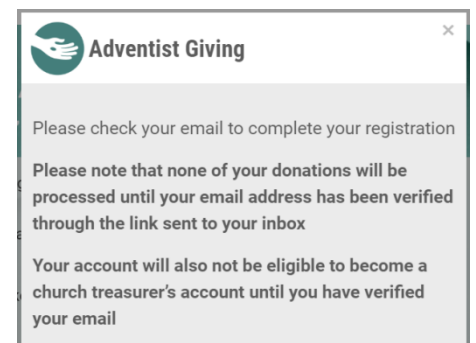 Adventist Giving
×
Please check your email to complete your registration
Please note that none of your donations will be
processed until your email address has been verified
through the link sent to your inbox
Your account will also not be eligible to become a
church treasurer's account until you have verified
your email